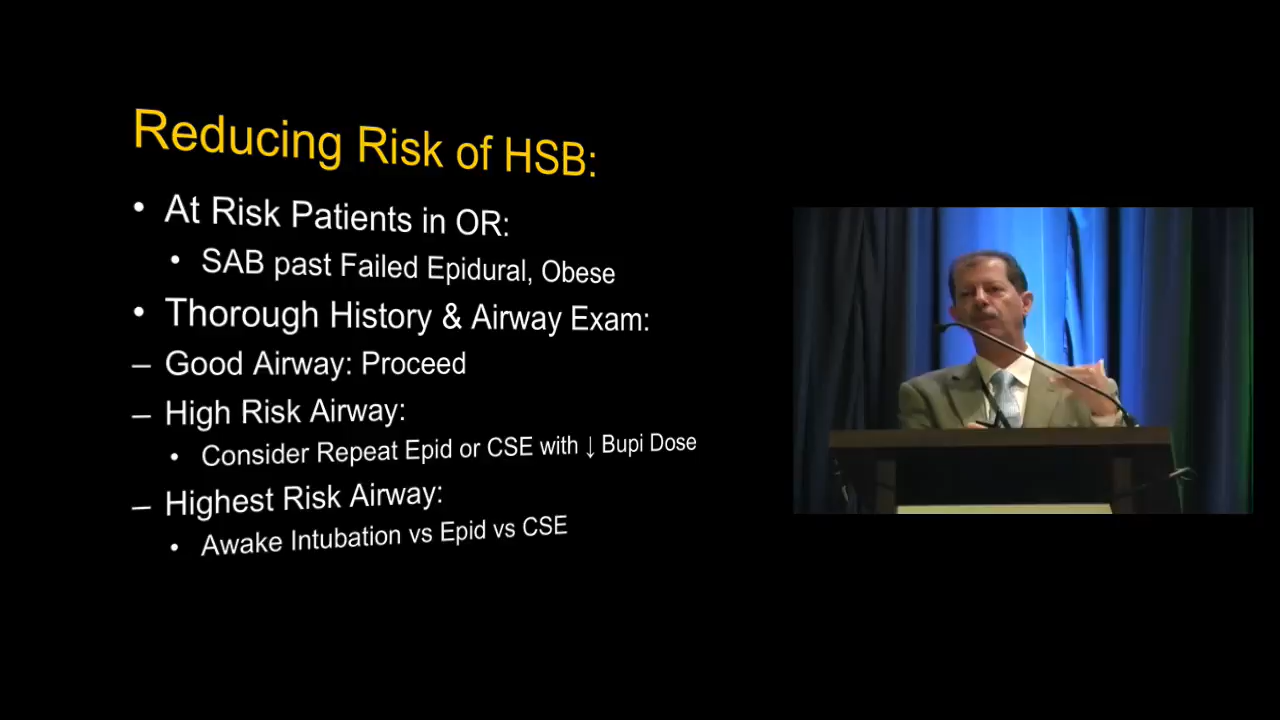 Reducing Risk of HSB:
• At Risk Patients in OR:
• SAB past Failed Epidural, Obese
• Thorough History & Airway Exam:
– Good Airway: Proceed
– High Risk Airway:
• Consider Repeat Epid or CSE with ↓ Bupi Dose
– Highest Risk Airway:
• Awake Intubation vs Epid vs CSE